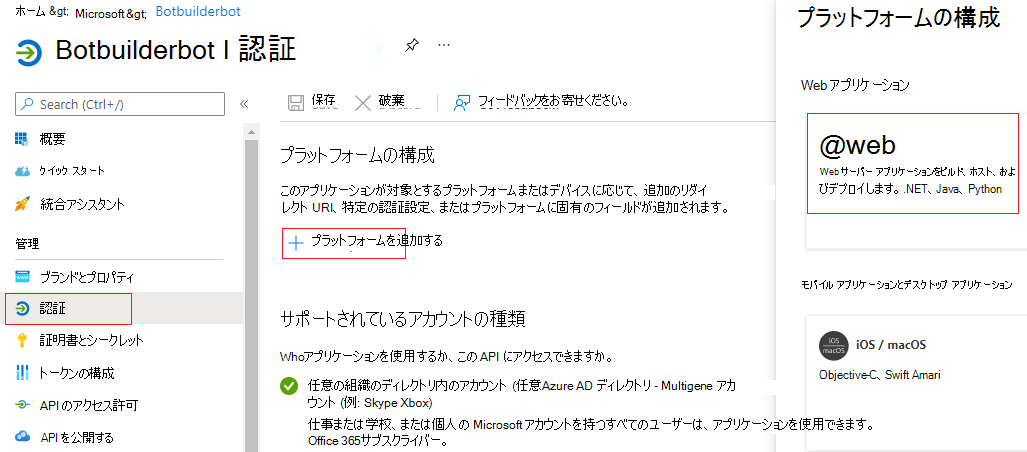 ホーム &gt; Microsoft&gt; Botbuilderbot
Botbuilderbot I 認証
Search (Ctrl+/)
概要
クイック スタート
統合アシスタント
管理
ブランドとプロパティ
認証
証明書とシークレット
トークンの構成
API のアクセス許可
API を公開する
保存 破棄 フィードバックをお寄せください。
プラットフォームの構成
このアプリケーションが対象とするプラットフォームまたはデバイスに応じて、追加のリダイ
レクト URI、特定の認証設定、またはプラットフォームに固有のフィールドが追加されます。
プラットフォームを追加する
サポートされているアカウントの種類
Whoアプリケーションを使用するか、この API にアクセスできますか。
任意の組織のディレクトリ内のアカウント (任意Azure AD ディレクトリ - Multigene アカ
ウント (例: Skype Xbox)
仕事または学校、または個人の Microsoft アカウントを持つすべてのユーザーは、アプリケーションを使用できます。
Office 365サブスクライバー。
プラットフォームの構成
Web アプリケーション
@web
Web サーバー アプリケーションをビルド、ホスト、およ
びデプロイします。.NET、Java、Python
モバイル アプリケーションとデスクトップ アプリケーション
iOS / macOS
iOS / macOS
Objective-C、Swift Amari